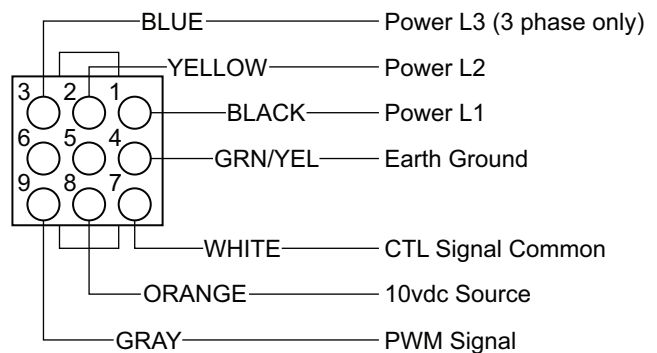 BLUE Power L3 (3 phase only)
YELLOW Power L2
3 2 1
BLACK Power L1
6 5 4
GRN/YEL Earth Ground
9 8 7
WHITE CTL Signal Common
ORANGE 10vdc Source
GRAY PWM Signal